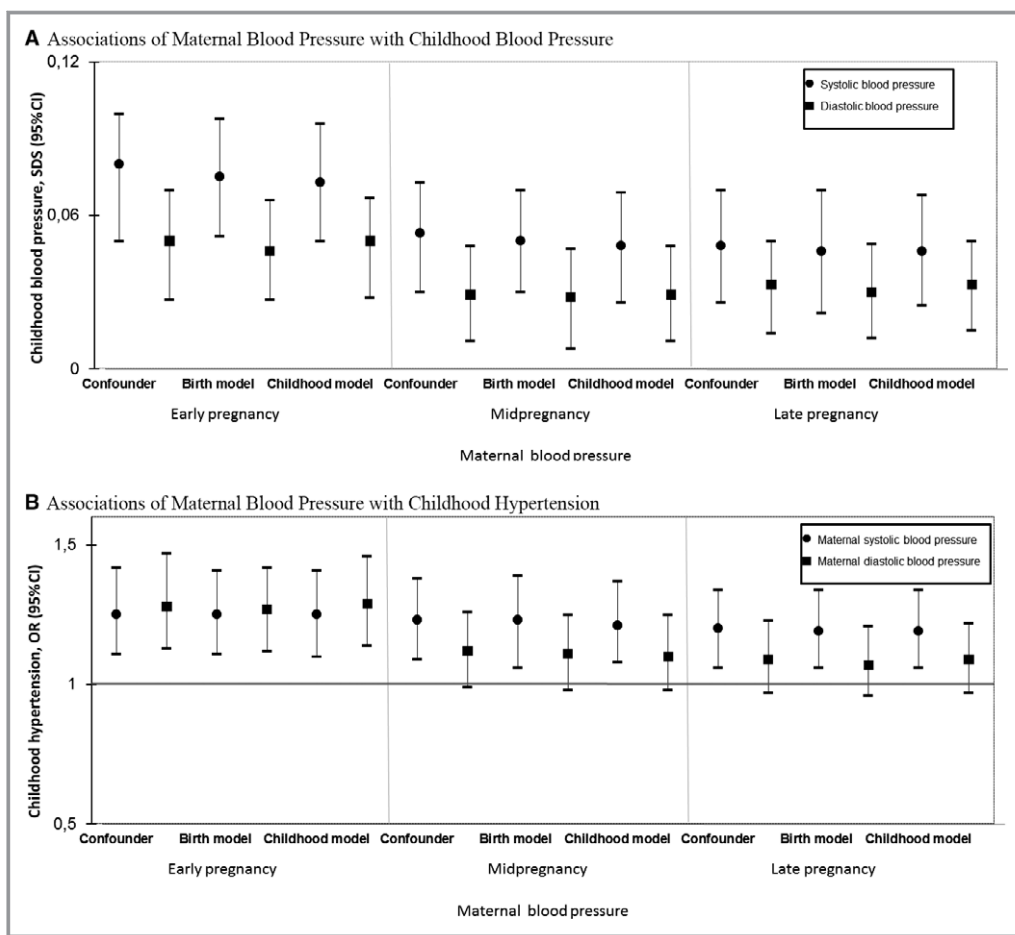 A Associations of Maternal Blood Pressure with Childhood Blood Pressure
0,12
Systolic blood pressure
Diastolic blood pressure
Childhood blood pressure, SDS (95%CI)
0,06
0
Confounder Birth model Childhood model Confounder Birth model Childhood model Confounder Birth model Childhood model
Early pregnancy Midpregnancy Late pregnancy
Maternal blood pressure
B Associations of Maternal Blood Pressure with Childhood Hypertension
1,5
Maternal systolic blood pressure
Maternal diastolic blood pressure
Childhood hypertension, OR (95%CI)
1
0,5
Confounder Birth model Childhood model Confounder Birth model Childhood model Confounder Birth model Childhood model
Early pregnancy Midpregnancy Late pregnancy
Maternal blood pressure